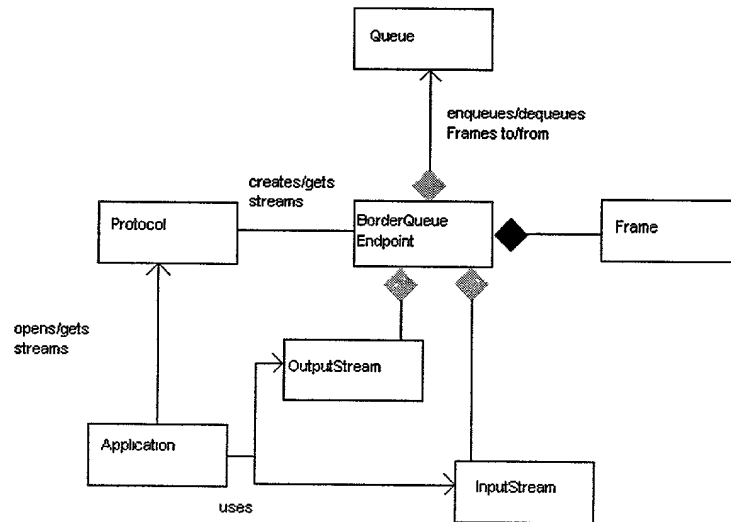 Queue
enqueues/dequeues
Frames to/from
creates/gets
streams
Protocol
BorderQueue
Endpoint
Frame
opens/gets
streams
OutputStream
Application
InputStream
uses